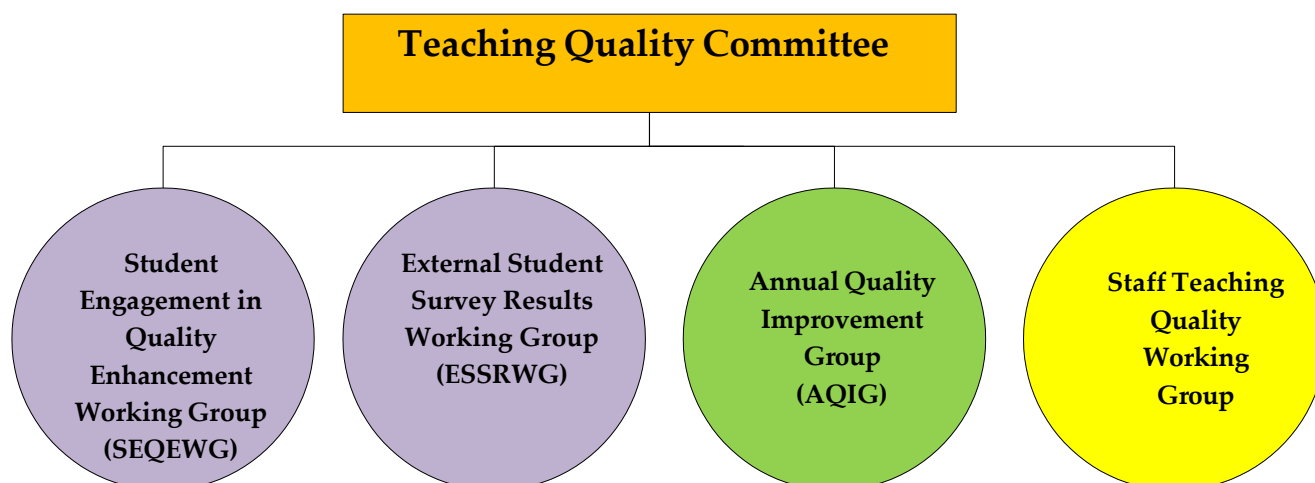 Teaching Quality Committee
Student
Engagement in
Quality
Enhancement
Working Group
(SEQEWG)
External Student
Survey Results
Working Group
(ESSRWG)
Annual Quality
Improvement
Group
(AQIG)
Staff Teaching
Quality
Working
Group